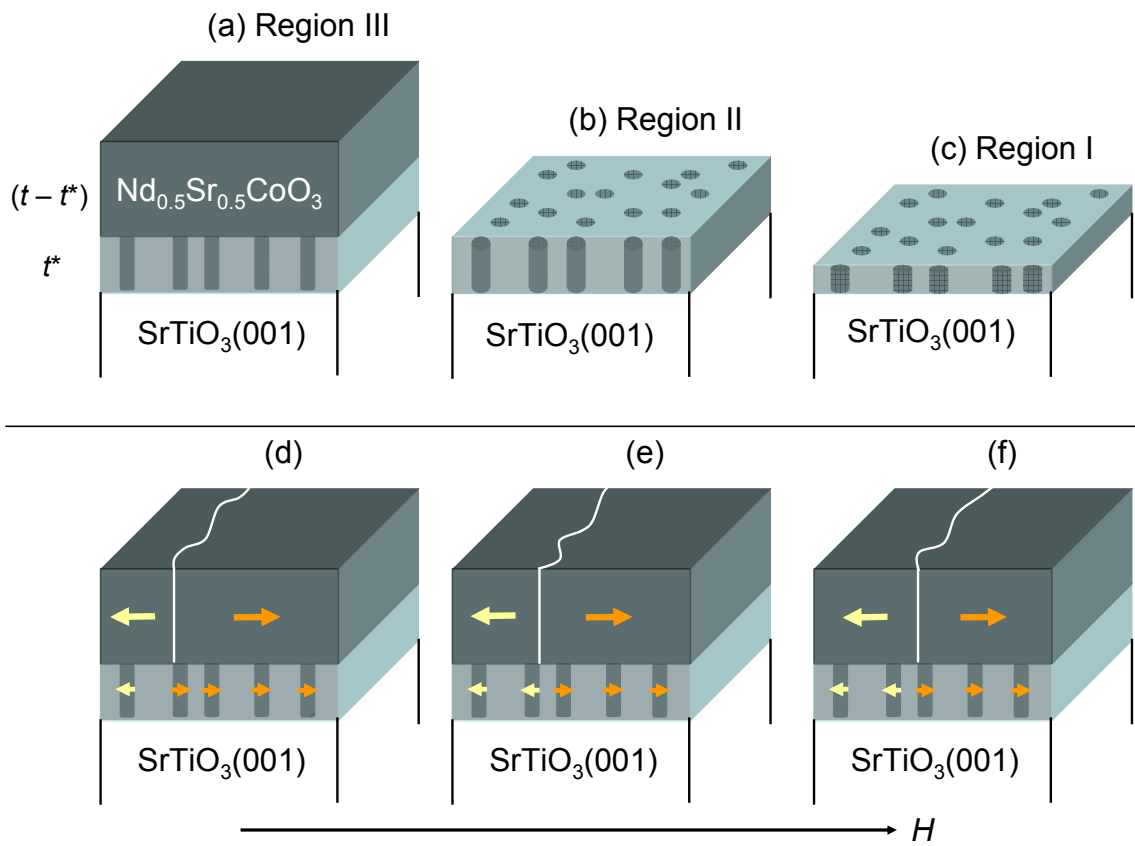 (a) Region III
(b) Region II
(c) Region I
(t – t*)
Nd0.5Sr0.5CoO3
t*
SrTiO3(001)
SrTiO3(001)
SrTiO3(001)
(d)
(e)
(f)
SrTiO3(001)
SrTiO3(001)
SrTiO3(001)
H